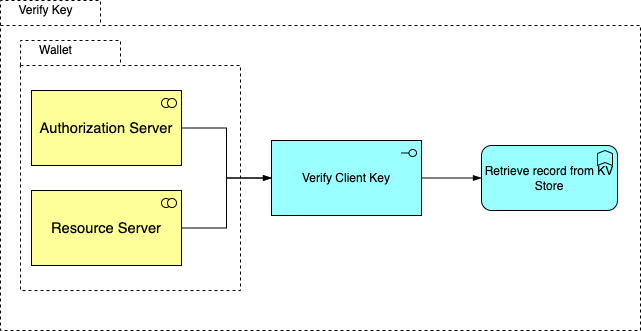 Verify Key
Wallet
Authorization Server
Resource Server
Verify Client Key
Retrieve record from KV
Store